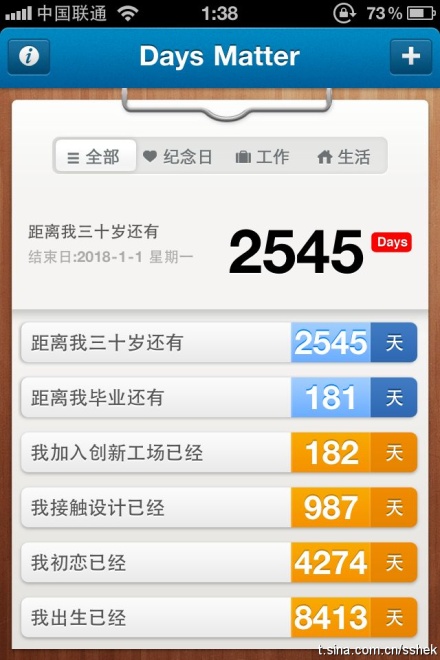 中国联通 1:38 73%
Days Matter
全部 纪念日 工作 生活
距离我三十岁还有
结束日:2018-1-1 星期一
2545 Days
距离我三十岁还有 2545 天
距离我毕业还有 181 天
我加入创新工场已经 182 天
我接触设计已经 987 天
我初恋已经 4274 天
我出生已经 8413 天
t.sina.com.cn/sshek